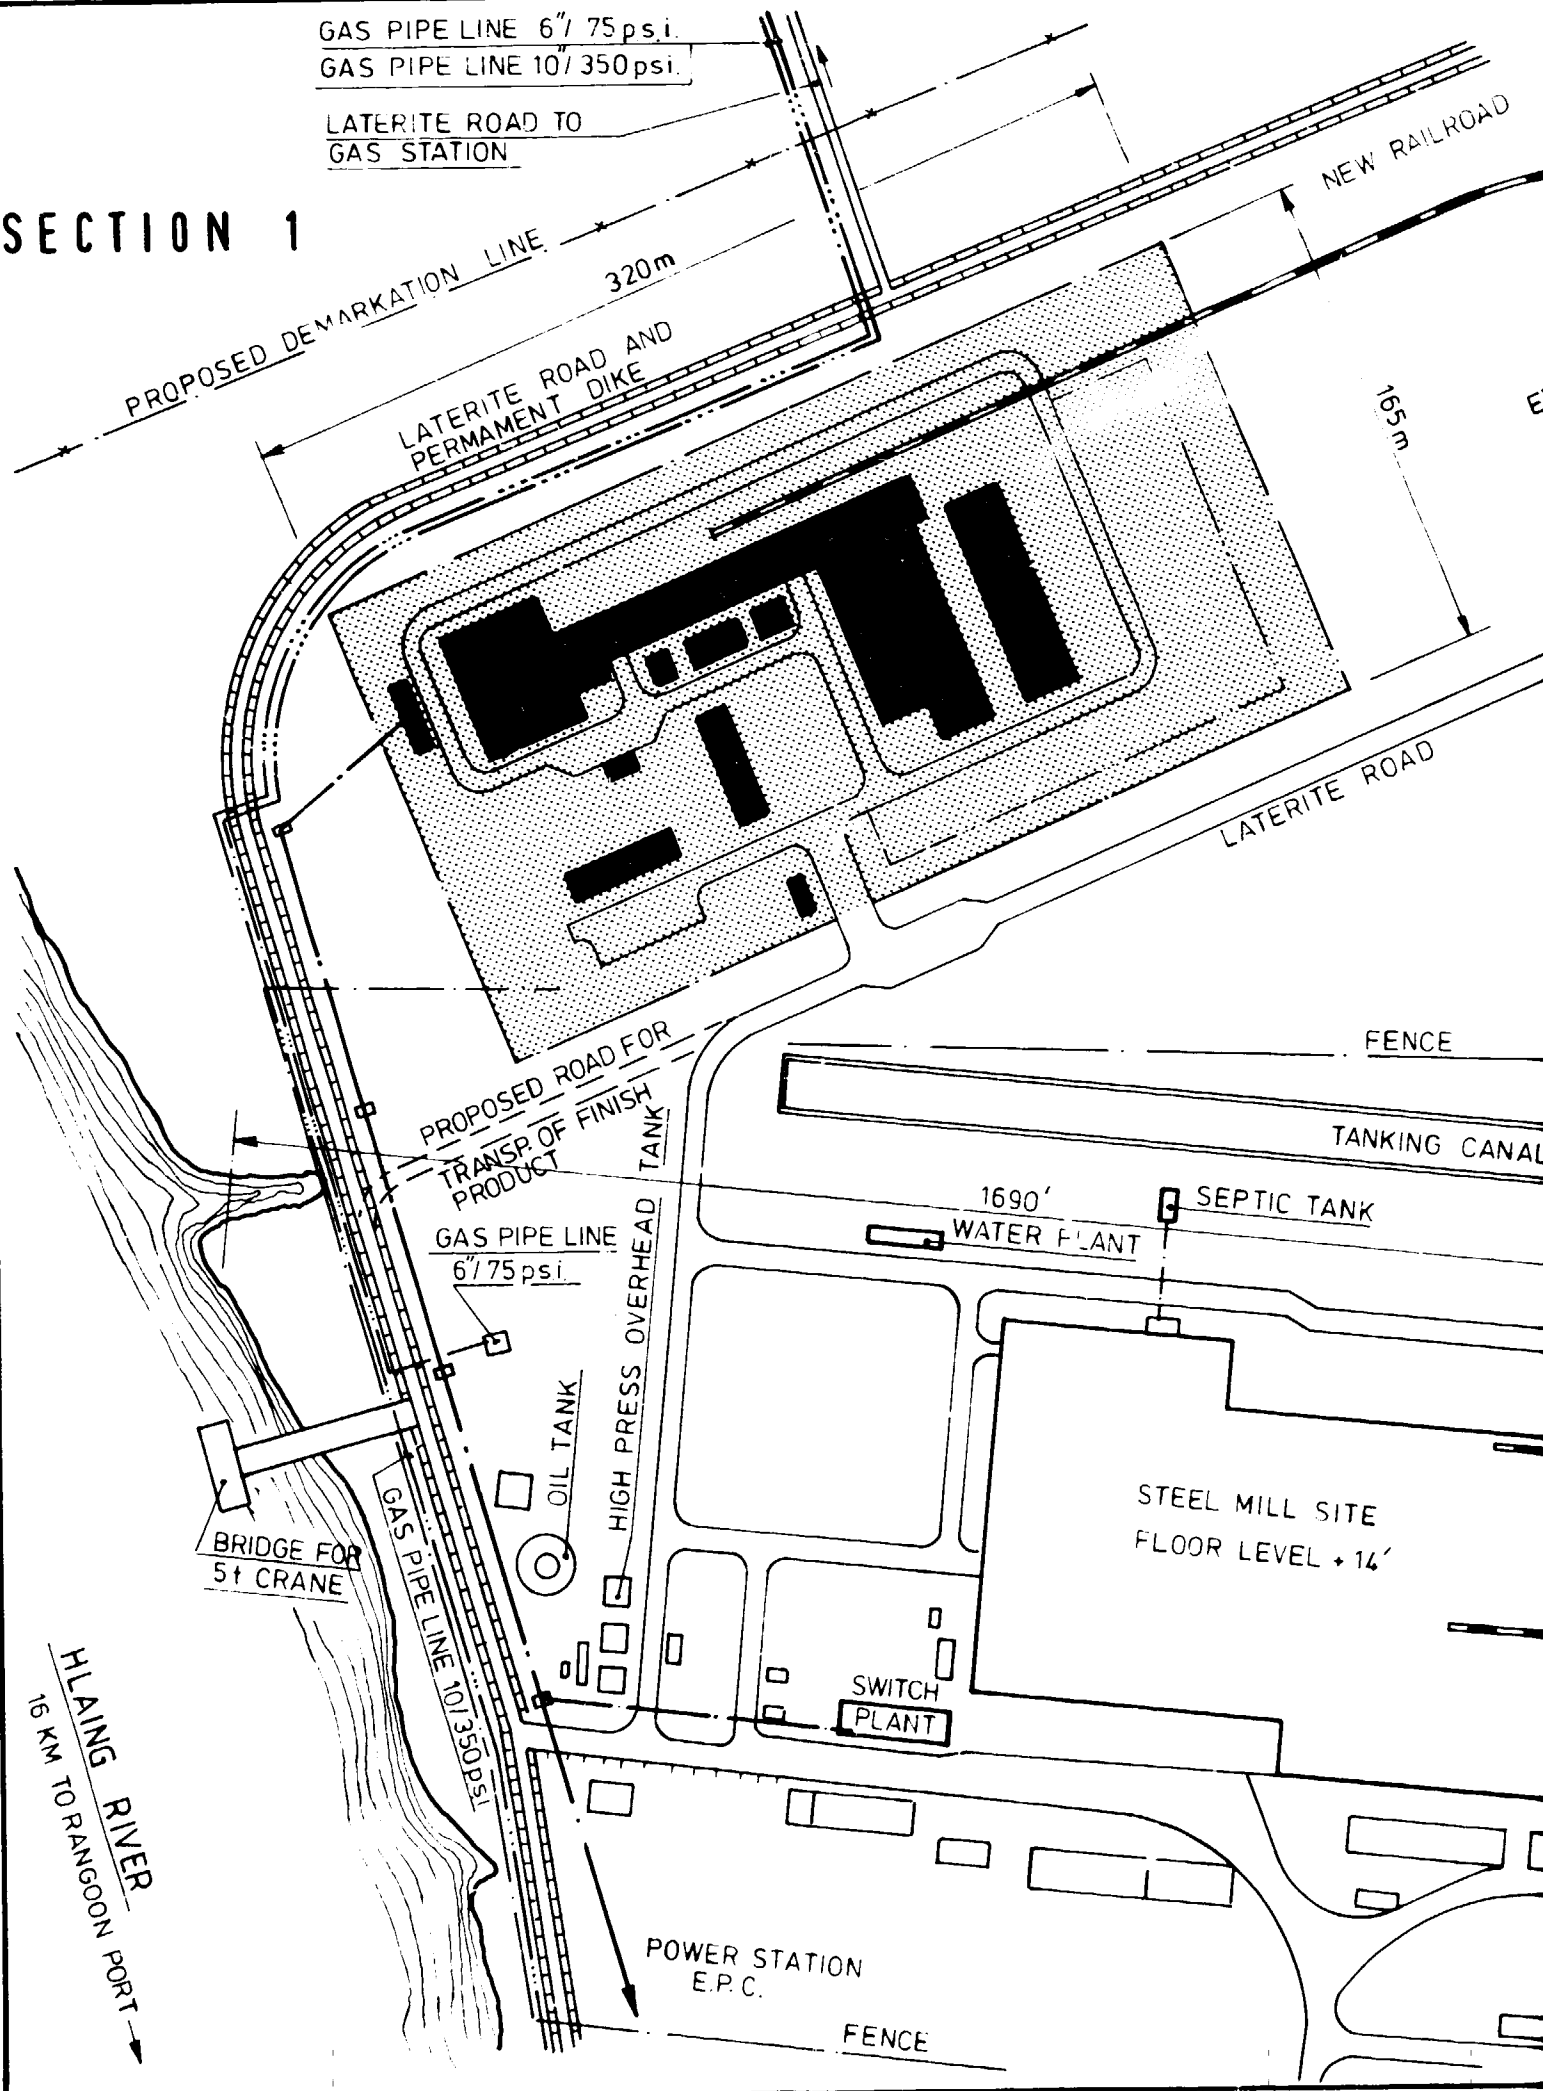 GAS PIPE LINE 6"/ 75 p.s.i.
GAS PIPE LINE 10"/ 350 psi.
LATERITE ROAD TO
GAS STATION
SECTION 1
PROPOSED DEMARKATION LINE
320m
NEW RAILROAD
LATERITE ROAD AND
PERMAMENT DIKE
165m
LATERITE ROAD
FENCE
PROPOSED ROAD FOR
TRANSP. OF FINISH
PRODUCT
TANKING CANAL
1690'
SEPTIC TANK
WATER PLANT
GAS PIPE LINE
6"/ 75 p.s.i.
HIGH PRESS OVERHEAD TANK
OIL TANK
STEEL MILL SITE
FLOOR LEVEL + 14'
BRIDGE FOR
5t CRANE
GAS PIPE LINE 10/350 p.s.i
SWITCH
PLANT
HLAING RIVER
16 KM TO RANGOON PORT →
POWER STATION
E.P.C.
FENCE